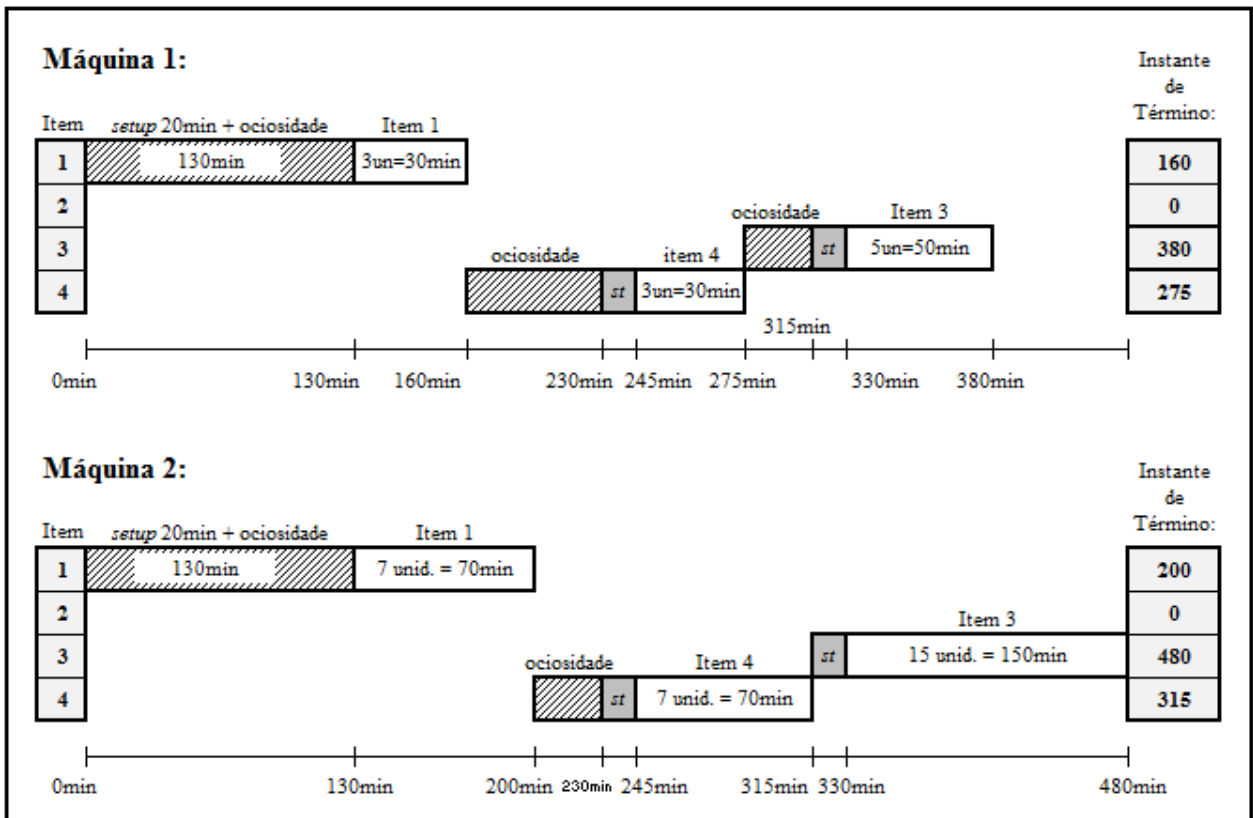 Máquina 1:
Instante
de
Término:
Item setup 20min + ociosidade Item 1
1 130min 3un=30min 160
2 0
ociosidade Item 3
3 st 5un=50min 380
ociosidade item 4
4 st 3un=30min 275
315min
0min 130min 160min 230min 245min 275min 330min 380min
Máquina 2:
Instante
de
Término:
Item setup 20min + ociosidade Item 1
1 130min 7 unid. = 70min 200
2 0
Item 3
3 st 15 unid. = 150min 480
ociosidade Item 4
4 st 7 unid. = 70min 315
0min 130min 200min 230min 245min 315min 330min 480min